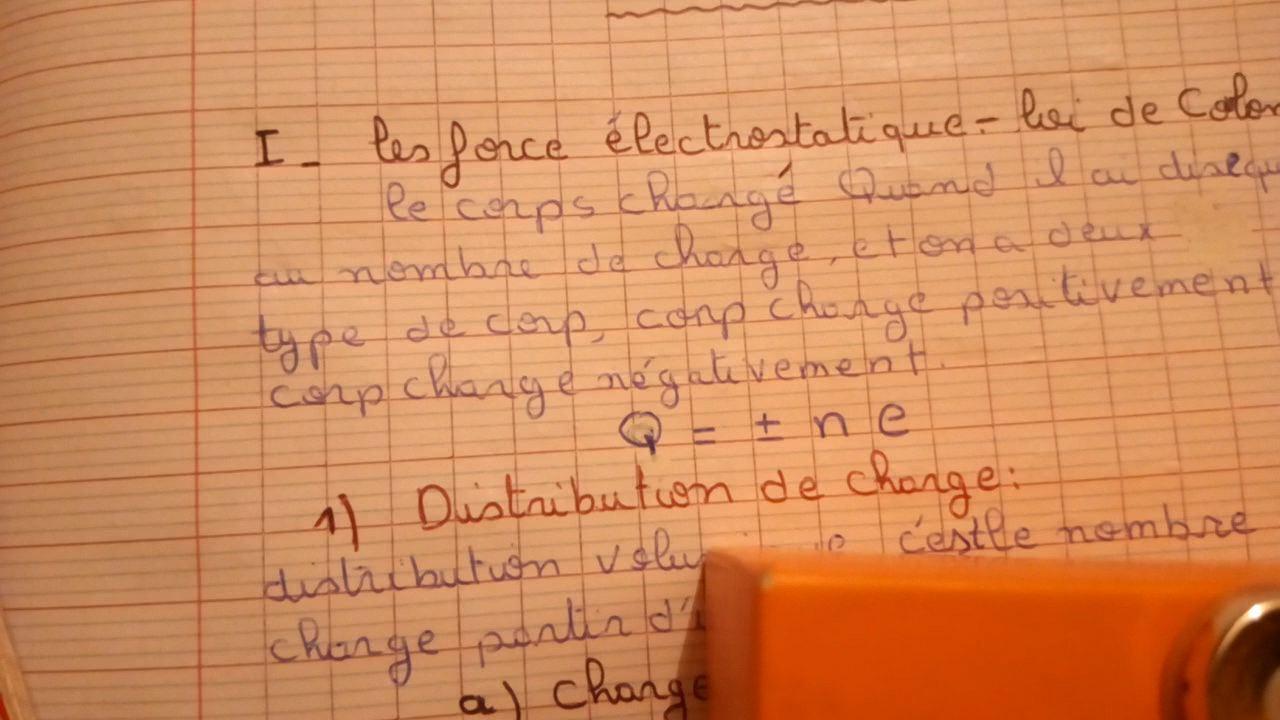 I- les force électrostatique - loi de
le corps chargé Quand l au
au nombre de charge, et on a deux
type de corp, corp charge positivement
corp charge négativement.
Q = ± n e
1) Distribution de charge:
distribution c'est le nombre
charge partir
a) charge